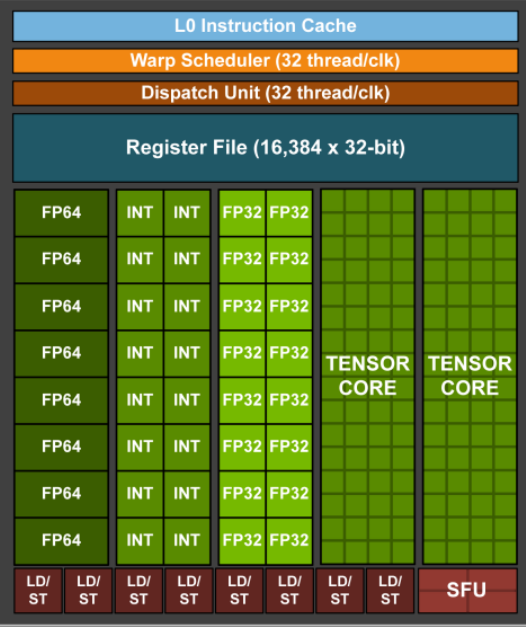 L0 Instruction Cache
Warp Scheduler (32 thread/clk)
Dispatch Unit (32 thread/clk)
Register File (16,384 x 32-bit)
FP64 INT INT FP32 FP32
FP64 INT INT FP32 FP32
FP64 INT INT FP32 FP32
FP64 INT INT FP32 FP32 TENSOR CORE TENSOR CORE
FP64 INT INT FP32 FP32
FP64 INT INT FP32 FP32
FP64 INT INT FP32 FP32
FP64 INT INT FP32 FP32
LD/ LD/ LD/ LD/ LD/ LD/ LD/ LD/ SFU
ST ST ST ST ST ST ST ST